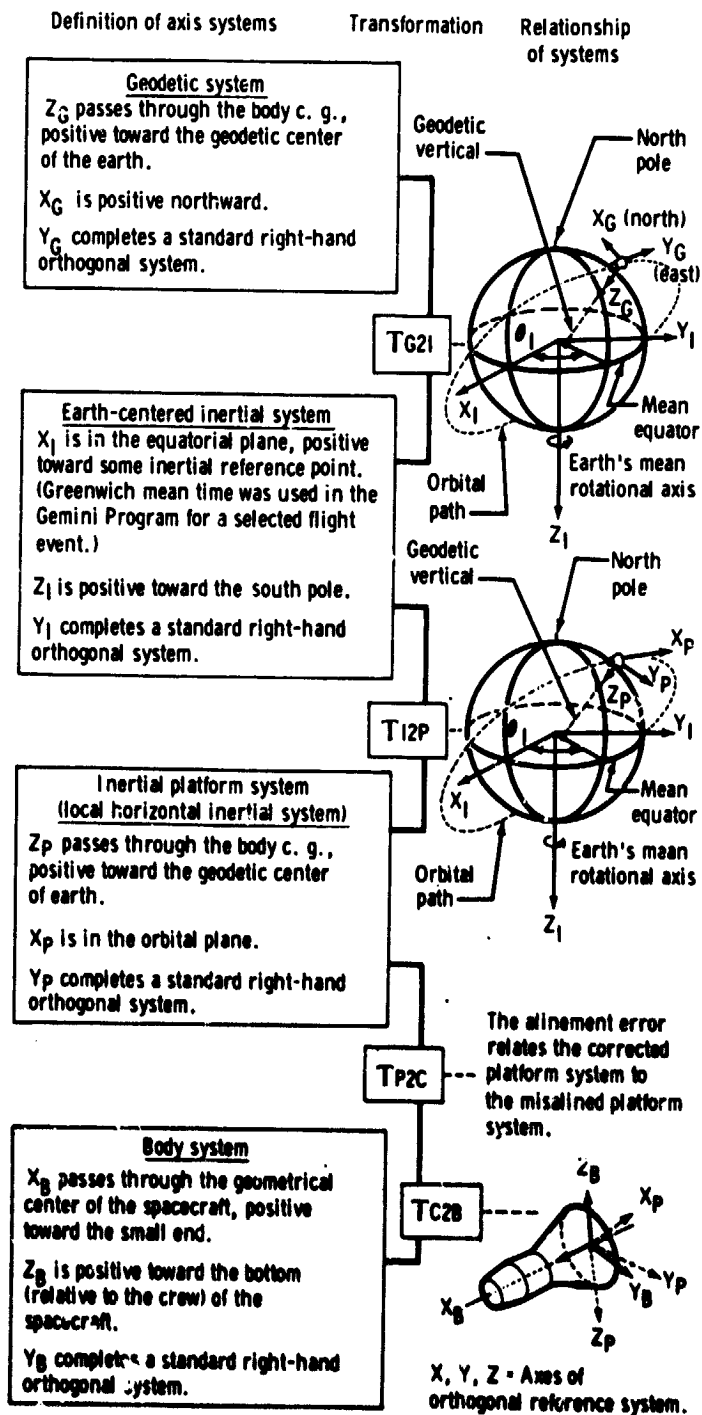 Definition of axis systems
Transformation
Relationship
of systems
Geodetic system
Z_G passes through the body c. g.,
positive toward the geodetic center
of the earth.
X_G is positive northward.
Y_G completes a standard right-hand
orthogonal system.
TG2I
Geodetic
vertical
North
pole
X_G (north)
Y_G
(east)
Z_G
θ_I
Y_I
X_I
Mean
equator
Earth's mean
rotational axis
Orbital
path
Z_I
Earth-centered inertial system
X_I is in the equatorial plane, positive
toward some inertial reference point.
(Greenwich mean time was used in the
Gemini Program for a selected flight
event.)
Z_I is positive toward the south pole.
Y_I completes a standard right-hand
orthogonal system.
TI2P
Geodetic
vertical
North
pole
X_P
Y_P
Z_P
θ_I
Y_I
X_I
Mean
equator
Earth's maan
rotational axis
Orbital
path
Z_I
Inertial platform system
(local horizontal inertial system)
Z_P passes through the body c. g.,
positive toward the geodetic center
of earth.
X_P is in the orbital plane.
Y_P completes a standard right-hand
orthogonal system.
TP2C
The alinement error
relates the corrected
platform system to
the misalined platform
system.
Body system
X_B passes through the geometrical
center of the spacecraft, positive
toward the small end.
Z_B is positive toward the bottom
(relative to the crew) of the
spacecraft.
Y_B completes a standard right-hand
orthogonal system.
TC2B
Z_B
X_P
Y_P
Y_B
X_B
Z_P
X, Y, Z = Axes of
orthogonal reference system.